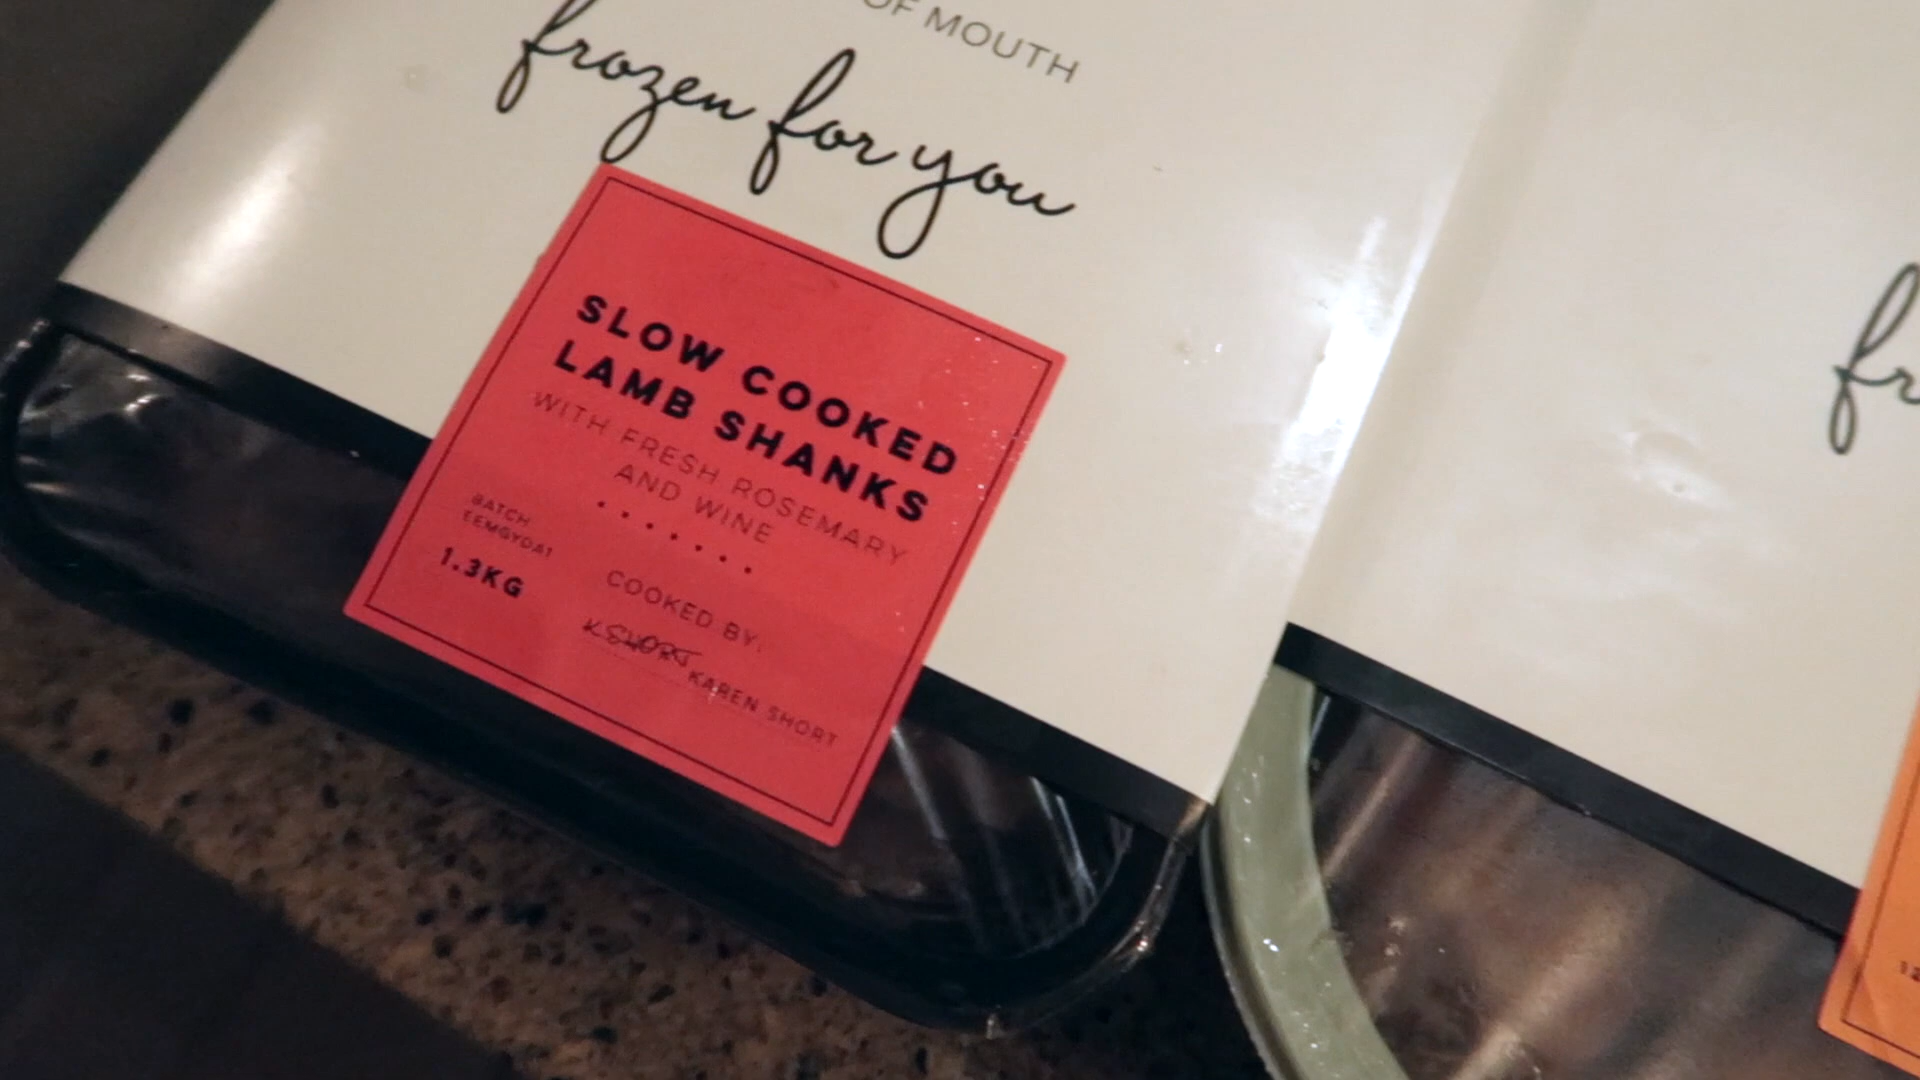 OF MOUTH
frozen for you
SLOW COOKED
LAMB SHANKS
WITH FRESH ROSEMARY
AND WINE
BATCH
1.3KG
COOKED BY:
K SHORT
KAREN SHORT
fr